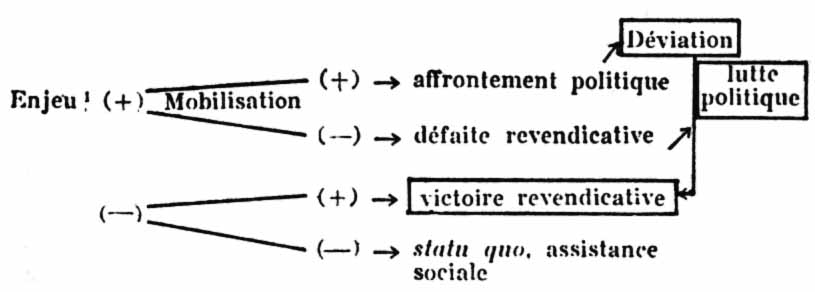 Déviation
lutte
politique
Enjeu ! (+) Mobilisation (+) → affrontement politique
(—) → défaite revendicative
(—) (+) → victoire revendicative
(—) → statu quo, assistance
sociale